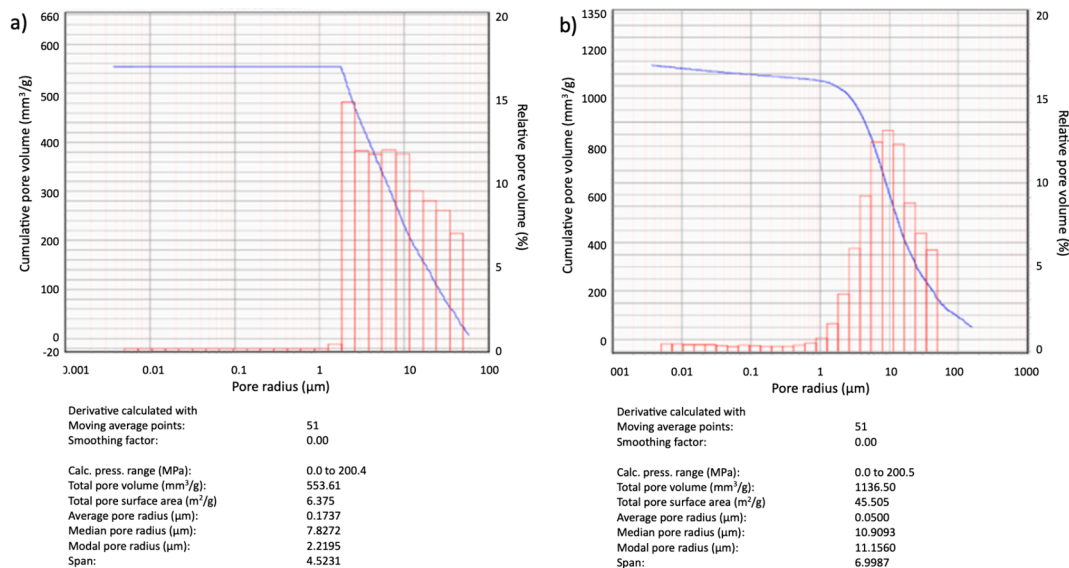 a)
660
600
500
400
300
200
100
0
-20
20
15
10
5
0
Cumulative pore volume (mm³/g)
Relative pore volume (%)
0.001
0.01
0.1
1
10
100
Pore radius (µm)
Derivative calculated with
Moving average points: 51
Smoothing factor: 0.00
Calc. press. range (MPa): 0.0 to 200.4
Total pore volume (mm³/g): 553.61
Total pore surface area (m²/g) 6.375
Average pore radius (µm): 0.1737
Median pore radius (µm): 7.8272
Modal pore radius (µm): 2.2195
Span: 4.5231
b)
1350
1200
1000
800
600
400
200
0
20
15
10
5
0
Cumulative pore volume (mm³/g)
Relative pore volume (%)
001
0.01
0.1
1
10
100
1000
Pore radius (µm)
Derivative calculated with
Moving average points: 51
Smoothing factor: 0.00
Calc. press. range (MPa): 0.0 to 200.5
Total pore volume (mm³/g): 1136.50
Total pore surface area (m²/g) 45.505
Average pore radius (µm): 0.0500
Median pore radius (µm): 10.9093
Modal pore radius (µm): 11.1560
Span: 6.9987